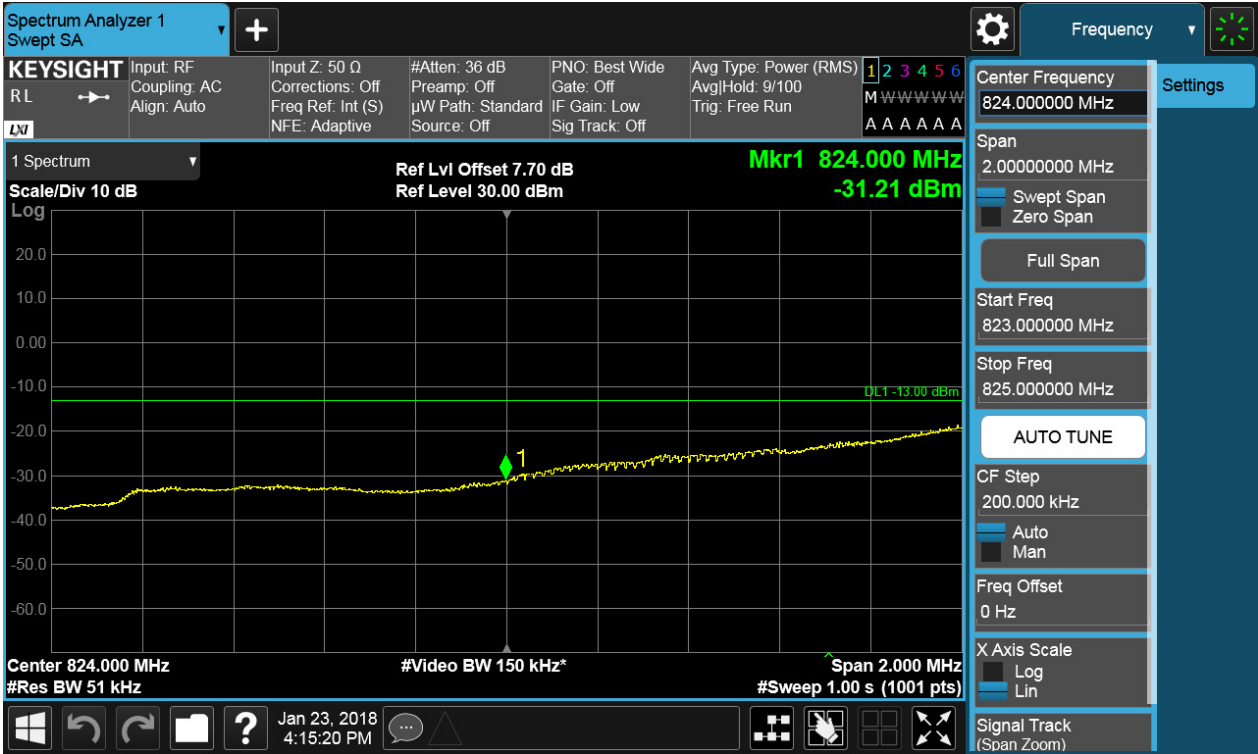 Spectrum Analyzer 1
Swept SA
+
Frequency
KEYSIGHT
R L
LXI
Input: RF
Coupling: AC
Align: Auto
Input Z: 50 Ω
Corrections: Off
Freq Ref: Int (S)
NFE: Adaptive
#Atten: 36 dB
Preamp: Off
µW Path: Standard
Source: Off
PNO: Best Wide
Gate: Off
IF Gain: Low
Sig Track: Off
Avg Type: Power (RMS)
Avg|Hold: 9/100
Trig: Free Run
1 2 3 4 5 6
M W W W W W
A A A A A A
1 Spectrum
Scale/Div 10 dB
Log
Ref Lvl Offset 7.70 dB
Ref Level 30.00 dBm
Mkr1 824.000 MHz
-31.21 dBm
20.0
10.0
0.00
-10.0
-20.0
-30.0
-40.0
-50.0
-60.0
DL1 -13.00 dBm
1
Center 824.000 MHz
#Res BW 51 kHz
#Video BW 150 kHz*
Span 2.000 MHz
#Sweep 1.00 s (1001 pts)
?
Jan 23, 2018
4:15:20 PM
Center Frequency
824.000000 MHz
Span
2.00000000 MHz
Swept Span
Zero Span
Full Span
Start Freq
823.000000 MHz
Stop Freq
825.000000 MHz
AUTO TUNE
CF Step
200.000 kHz
Auto
Man
Freq Offset
0 Hz
X Axis Scale
Log
Lin
Signal Track
(Span Zoom)
Settings